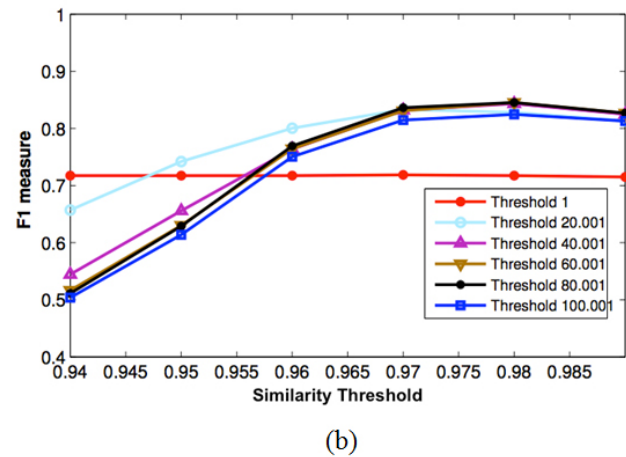 1
0.9
0.8
0.7
0.6
0.5
0.4
F1 measure
Threshold 1
Threshold 20.001
Threshold 40.001
Threshold 60.001
Threshold 80.001
Threshold 100.001
0.94 0.945 0.95 0.955 0.96 0.965 0.97 0.975 0.98 0.985
Similarity Threshold
(b)